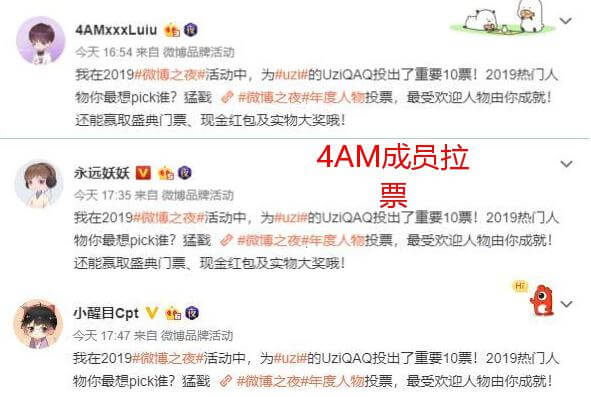 4AMxxxLuiu
今天 16:54 来自 微博品牌活动
我在2019#微博之夜#活动中，为#uzi#的UziQAQ投出了重要10票！2019热门人
物你最想pick谁？猛戳 #微博之夜#年度人物投票，最受欢迎人物由你成就！
还能赢取盛典门票、现金红包及实物大奖哦！
4AM成员拉
票
永远妖妖 V
今天 17:35 来自 微博品牌活动
我在2019#微博之夜#活动中，为#uzi#的UziQAQ投出了重要10票！2019热门人
物你最想pick谁？猛戳 #微博之夜#年度人物投票，最受欢迎人物由你成就！
还能赢取盛典门票、现金红包及实物大奖哦！
Hi
小醒目Cpt V
今天 17:47 来自 微博品牌活动
我在2019#微博之夜#活动中，为#uzi#的UziQAQ投出了重要10票！2019热门人
物你最想pick谁？猛戳 #微博之夜#年度人物投票，最受欢迎人物由你成就！